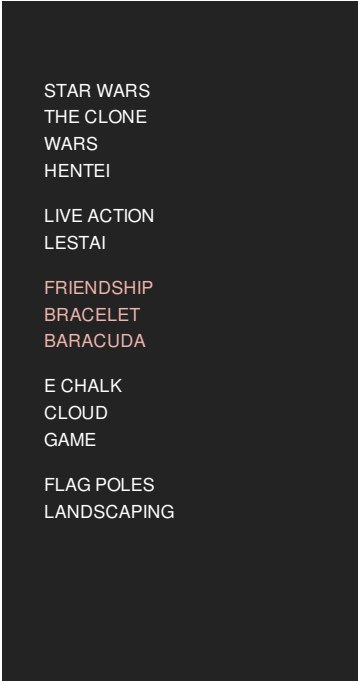 STAR WARS
THE CLONE
WARS
HENTEI
LIVE ACTION
LESTAI
FRIENDSHIP
BRACELET
BARACUDA
E CHALK
CLOUD
GAME
FLAG POLES
LANDSCAPING